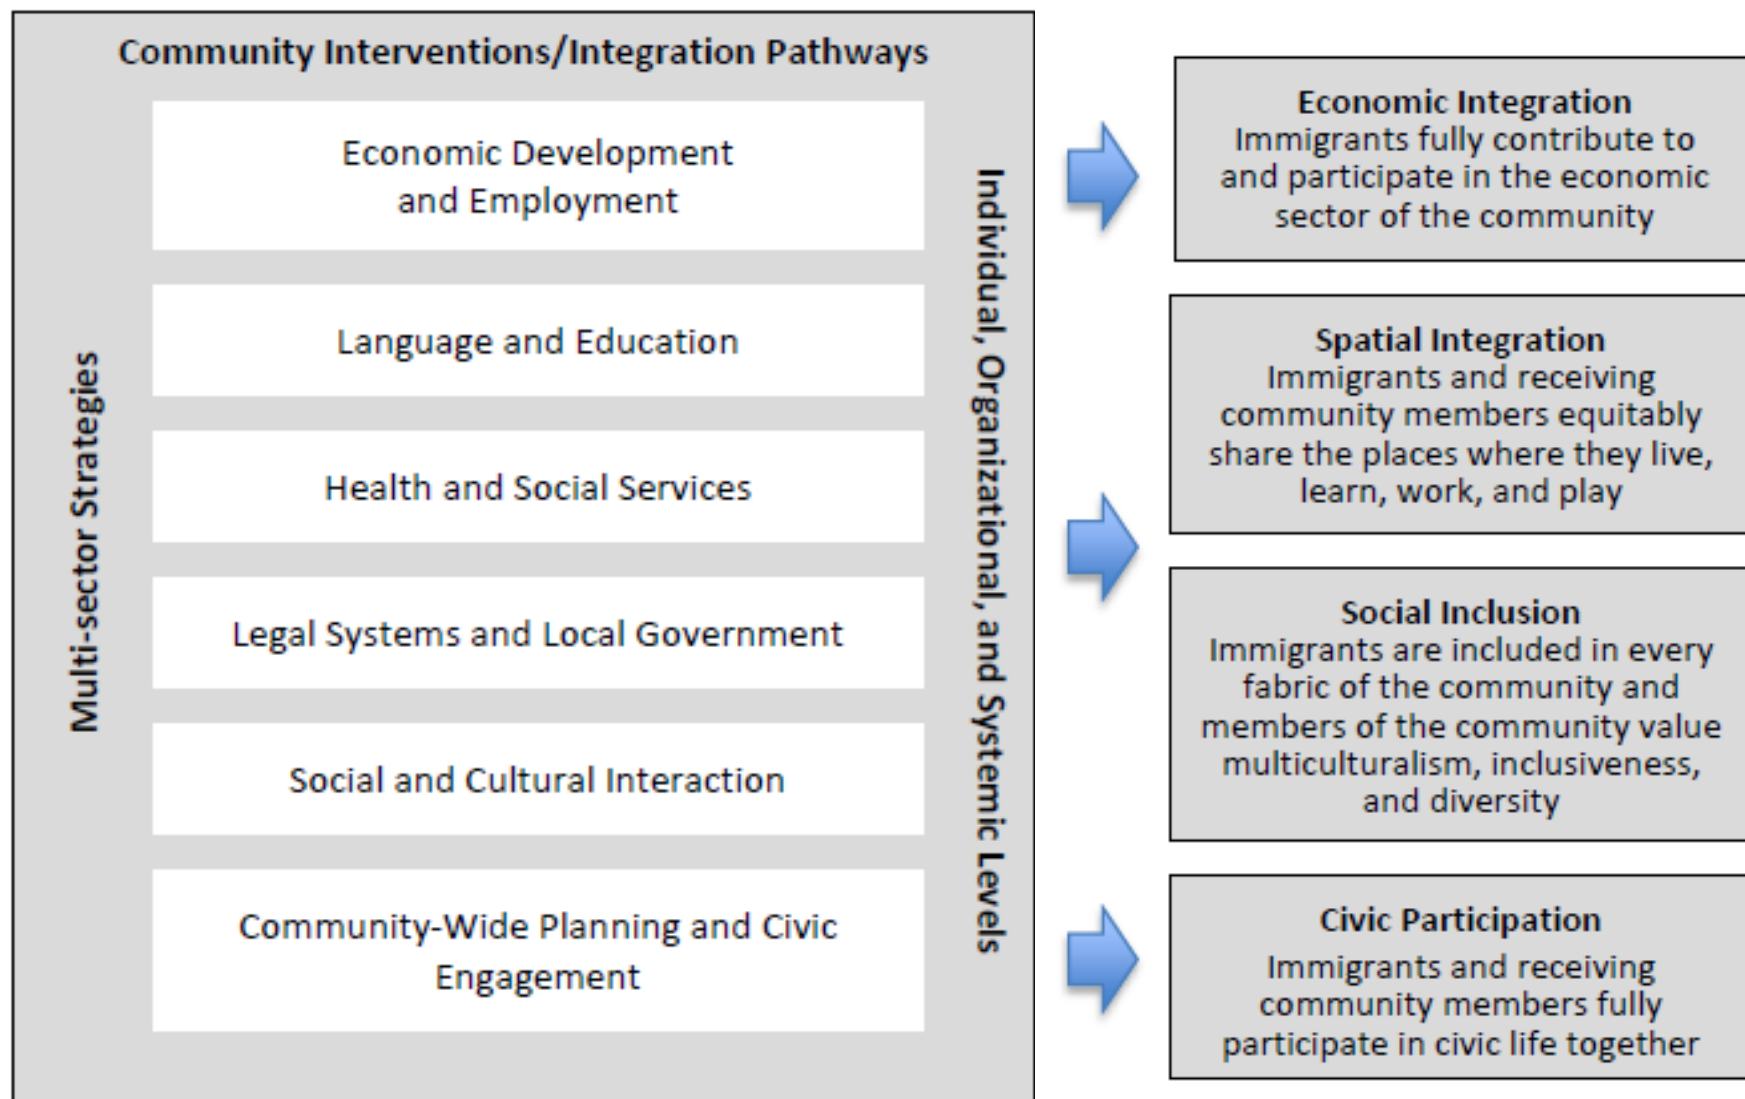 Community Interventions/Integration Pathways
Multi-sector Strategies
Economic Development
and Employment
Language and Education
Health and Social Services
Legal Systems and Local Government
Social and Cultural Interaction
Community-Wide Planning and Civic
Engagement
Individual, Organizational, and Systemic Levels
Economic Integration
Immigrants fully contribute to
and participate in the economic
sector of the community
Spatial Integration
Immigrants and receiving
community members equitably
share the places where they live,
learn, work, and play
Social Inclusion
Immigrants are included in every
fabric of the community and
members of the community value
multiculturalism, inclusiveness,
and diversity
Civic Participation
Immigrants and receiving
community members fully
participate in civic life together